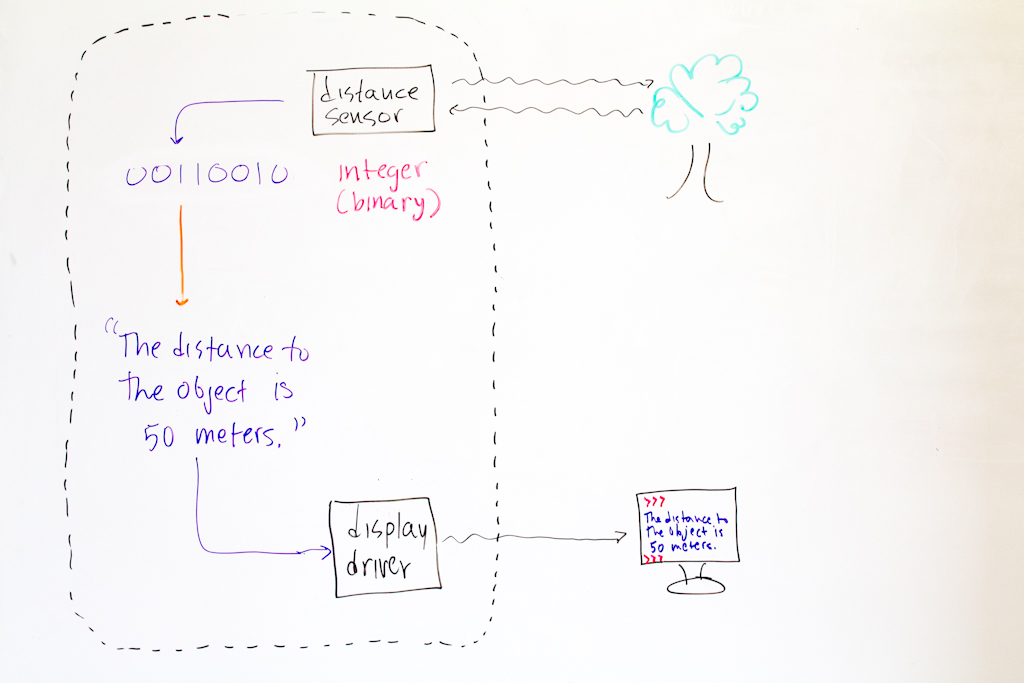 distance
sensor
00110010
integer
(binary)
"The distance to
the object is
50 meters."
display
driver
>>>
The distance to
the object is
50 meters.
>>>